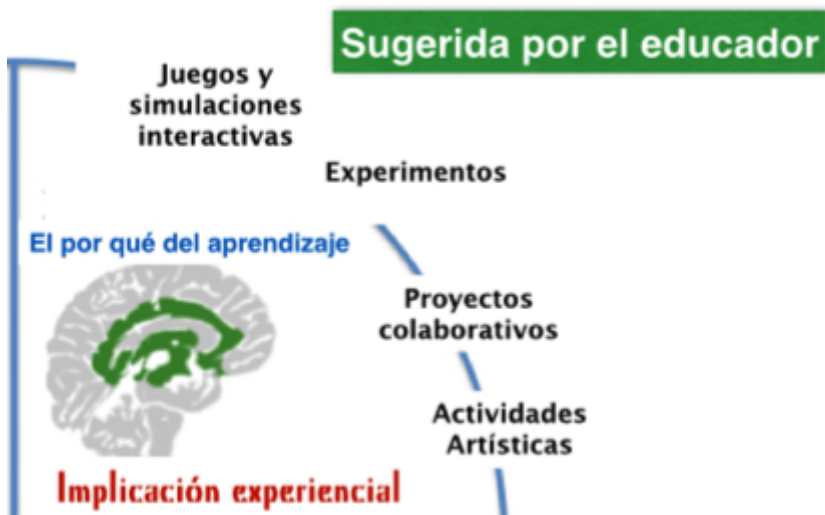 Sugerida por el educador
Juegos y
simulaciones
interactivas
Experimentos
El por qué del aprendizaje
Proyectos
colaborativos
Actividades
Artísticas
Implicación experiencial